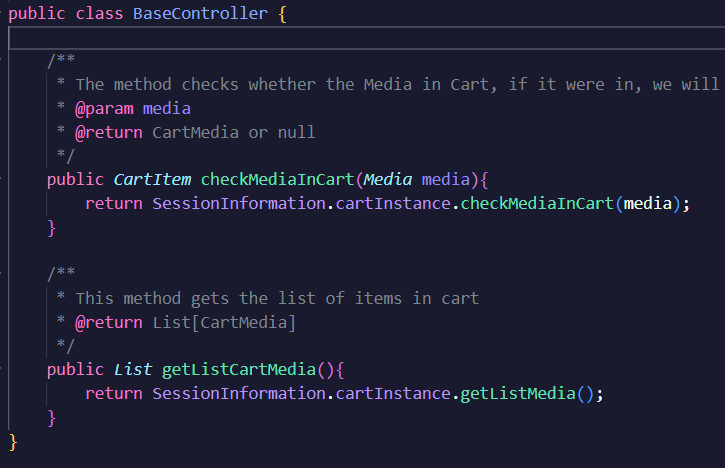 public class BaseController {
/**
* The method checks whether the Media in Cart, if it were in, we will
* @param media
* @return CartMedia or null
*/
public CartItem checkMediaInCart(Media media){
return SessionInformation.cartInstance.checkMediaInCart(media);
}
/**
* This method gets the list of items in cart
* @return List[CartMedia]
*/
public List getListCartMedia(){
return SessionInformation.cartInstance.getListMedia();
}
}